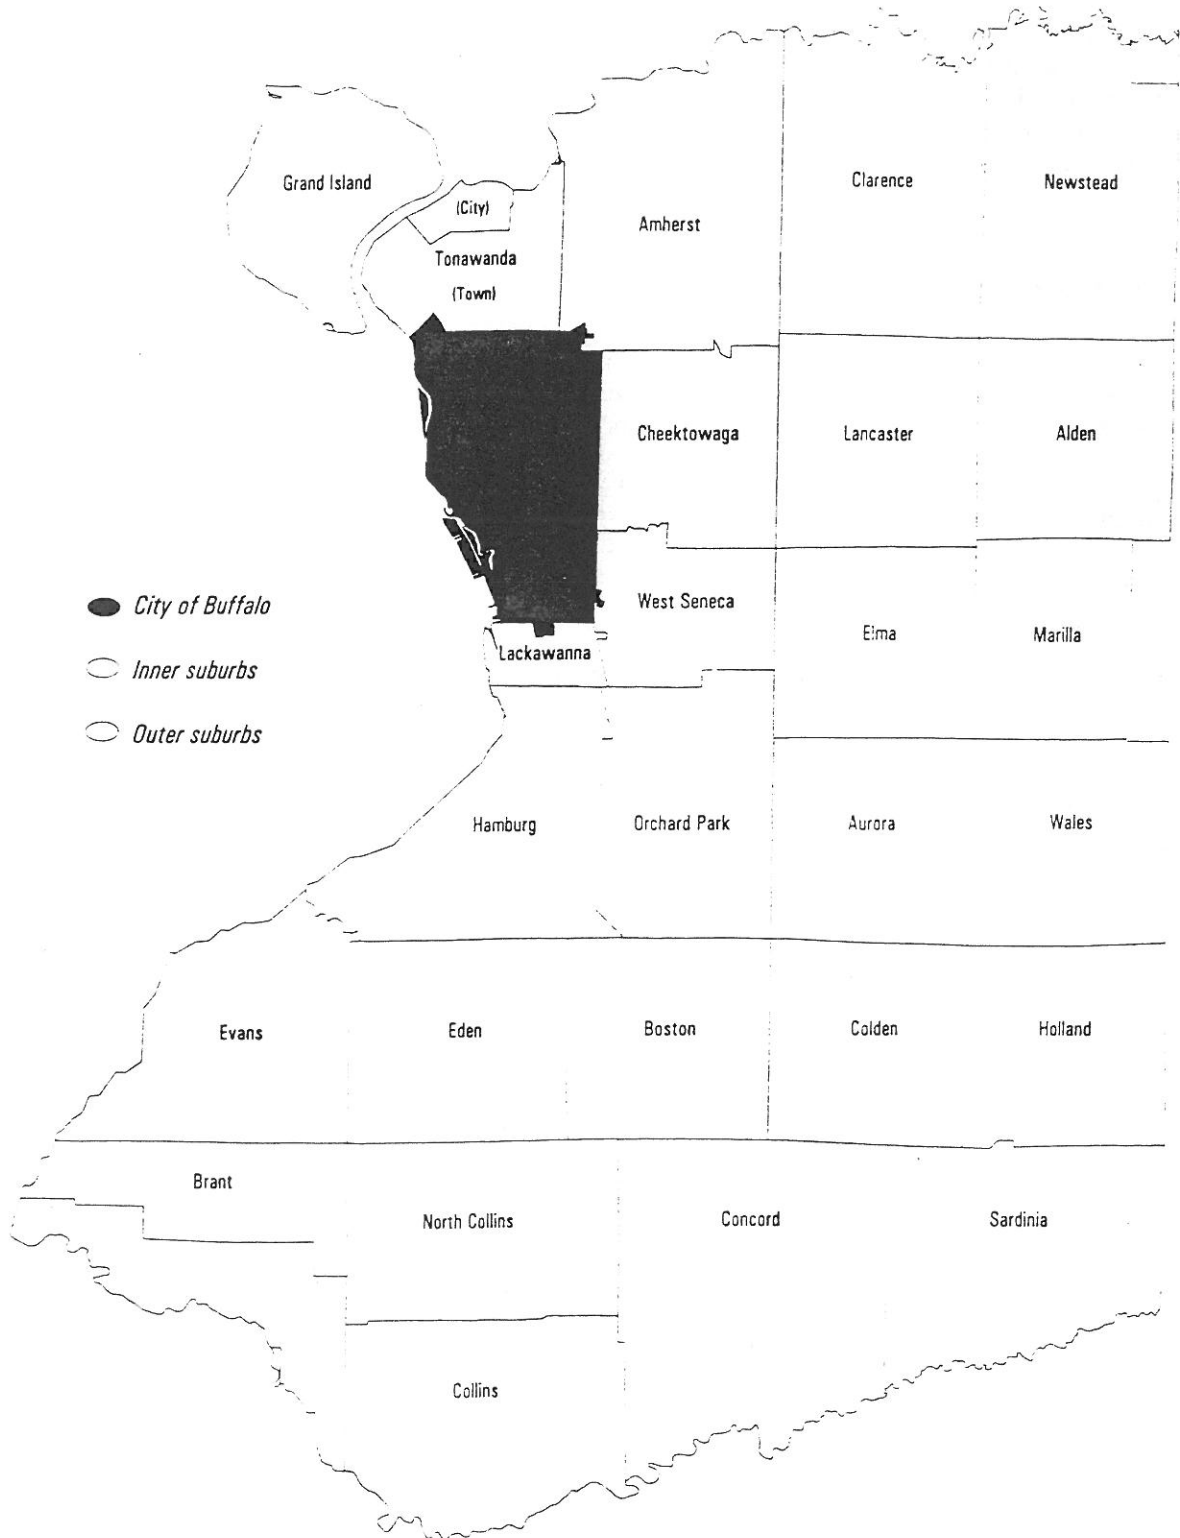 Grand Island
(City)
Tonawanda
(Town)
Amherst
Clarence
Newstead
Cheektowaga
Lancaster
Alden
City of Buffalo
Inner suburbs
Outer suburbs
West Seneca
Lackawanna
Elma
Marilla
Hamburg
Orchard Park
Aurora
Wales
Evans
Eden
Boston
Colden
Holland
Brant
North Collins
Concord
Sardinia
Collins